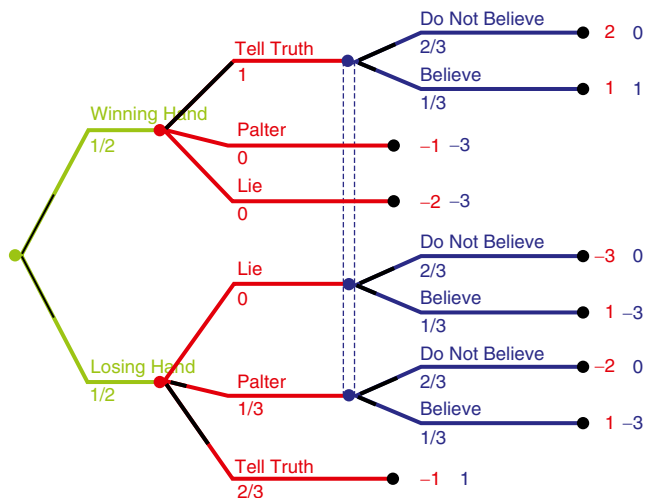 Do Not Believe
2/3
2 0
Tell Truth
1
Believe
1/3
1 1
Winning Hand
1/2
Palter
0
−1 −3
Lie
0
−2 −3
Do Not Believe
2/3
−3 0
Lie
0
Believe
1/3
1 −3
Losing Hand
1/2
Do Not Believe
2/3
−2 0
Palter
1/3
Believe
1/3
1 −3
Tell Truth
2/3
−1 1